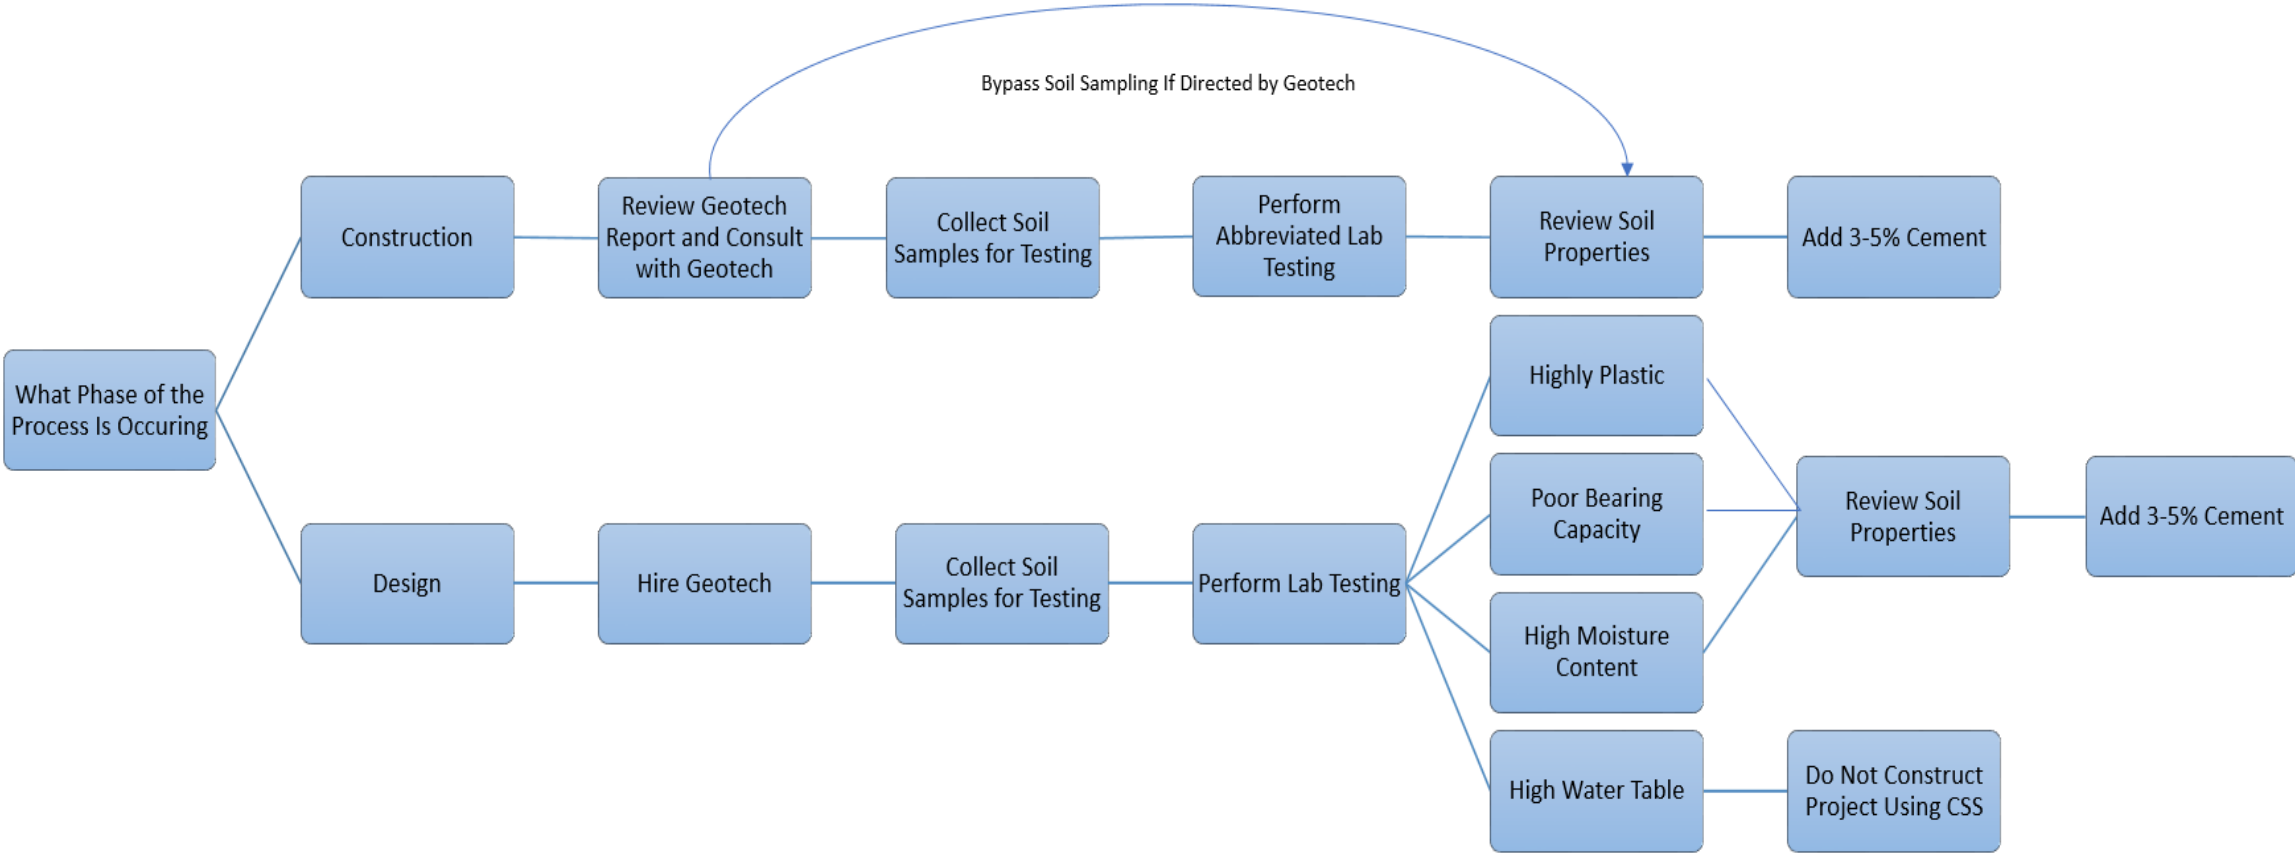 Bypass Soil Sampling If Directed by Geotech
Construction
Review Geotech
Report and Consult
with Geotech
Collect Soil
Samples for Testing
Perform
Abbreviated Lab
Testing
Review Soil
Properties
Add 3-5% Cement
What Phase of the
Process Is Occuring
Highly Plastic
Poor Bearing
Capacity
Review Soil
Properties
Add 3-5% Cement
Design
Hire Geotech
Collect Soil
Samples for Testing
Perform Lab Testing
High Moisture
Content
High Water Table
Do Not Construct
Project Using CSS